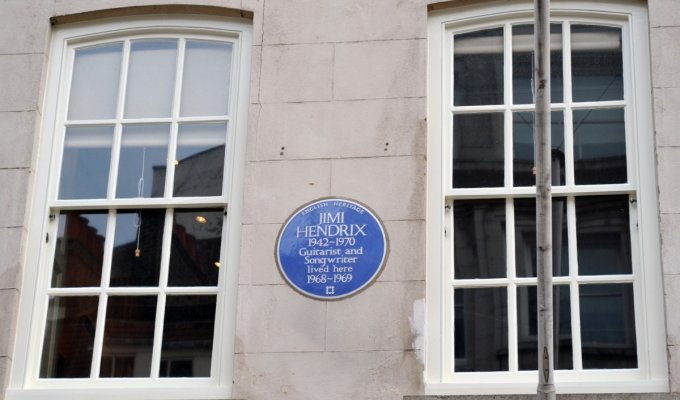 ENGLISH HERITAGE
JIMI
HENDRIX
1942~1970
Guitarist and
Songwriter
lived here
1968~1969